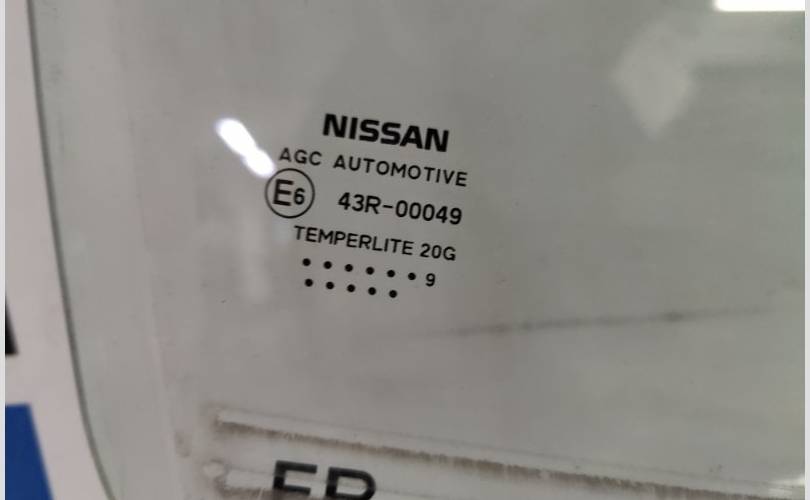 NISSAN
AGC AUTOMOTIVE
E6 43R-00049
TEMPERLITE 20G
• • • • • • 9
• • • • •